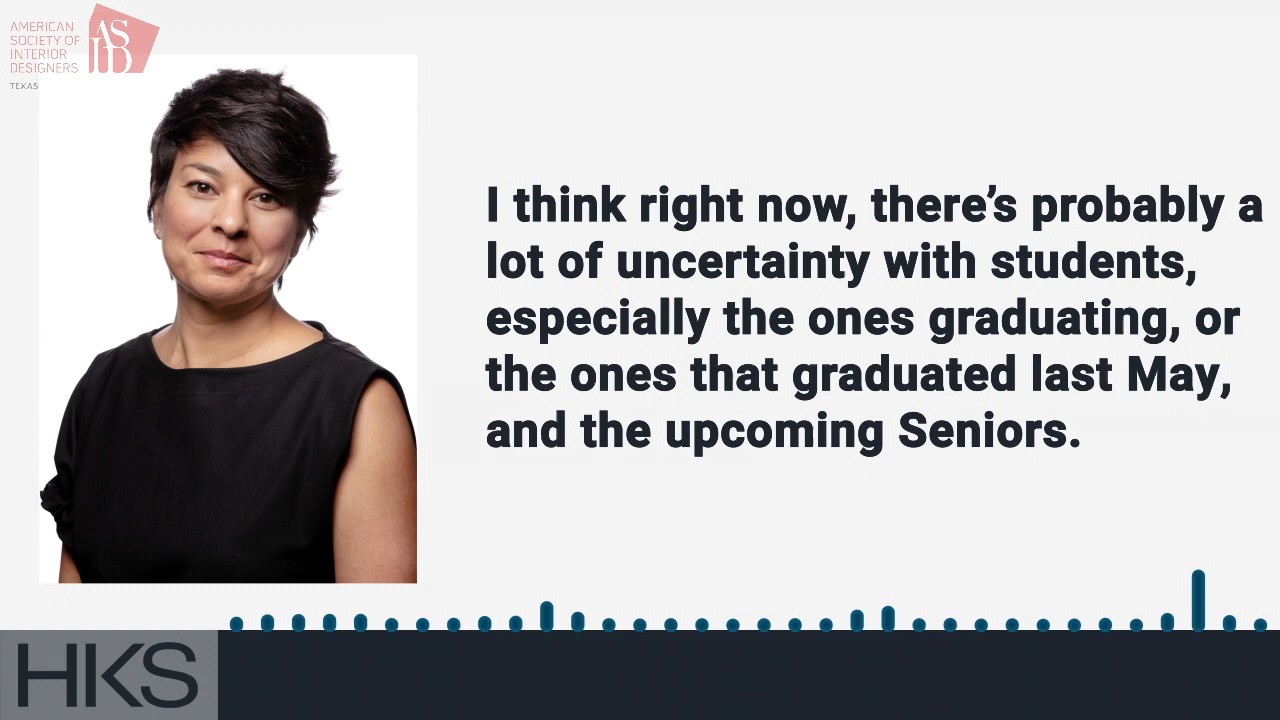 AMERICAN
SOCIETY OF
INTERIOR
DESIGNERS
ASID
TEXAS
I think right now, there’s probably a
lot of uncertainty with students,
especially the ones graduating, or
the ones that graduated last May,
and the upcoming Seniors.
HKS